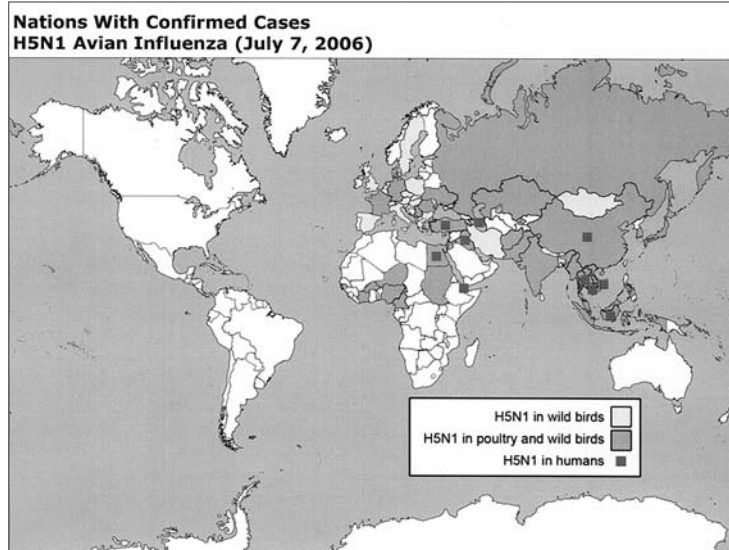 Nations With Confirmed Cases
H5N1 Avian Influenza (July 7, 2006)
H5N1 in wild birds
H5N1 in poultry and wild birds
H5N1 in humans